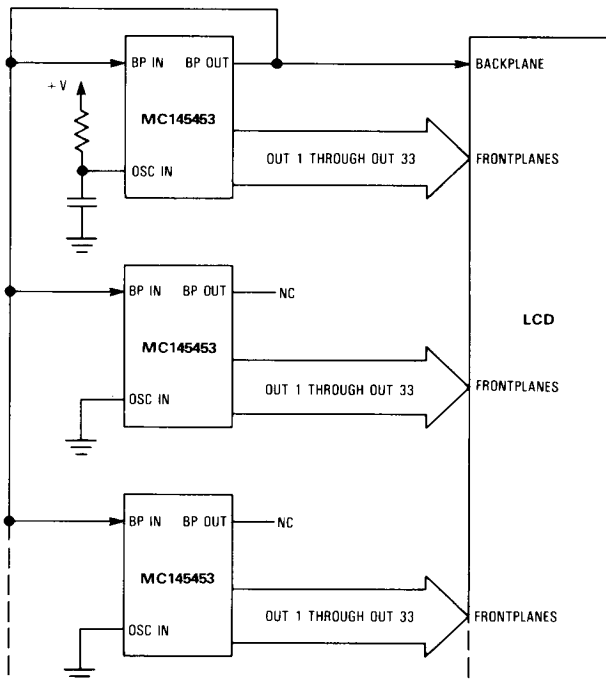 BP IN BP OUT
BACKPLANE
+V
MC145453
OUT 1 THROUGH OUT 33
FRONTPLANES
OSC IN
BP IN BP OUT
NC
LCD
MC145453
OUT 1 THROUGH OUT 33
FRONTPLANES
OSC IN
BP IN BP OUT
NC
MC145453
OUT 1 THROUGH OUT 33
FRONTPLANES
OSC IN